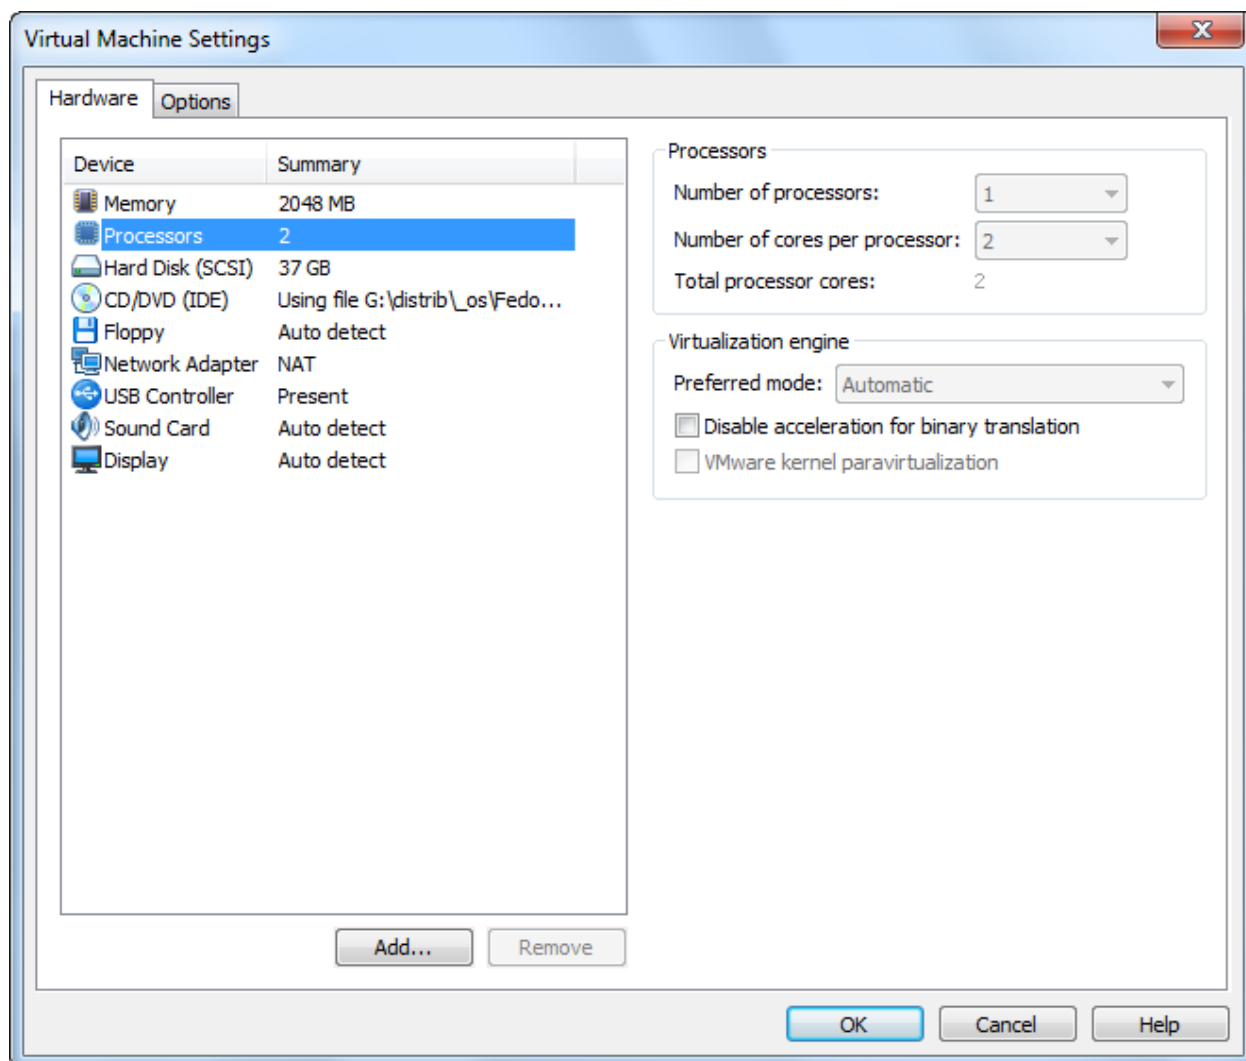 Virtual Machine Settings
Hardware Options
Device Summary
Memory 2048 MB
Processors 2
Hard Disk (SCSI) 37 GB
CD/DVD (IDE) Using file G:\distrib\_os\Fedo...
Floppy Auto detect
Network Adapter NAT
USB Controller Present
Sound Card Auto detect
Display Auto detect
Add... Remove
Processors
Number of processors: 1
Number of cores per processor: 2
Total processor cores: 2
Virtualization engine
Preferred mode: Automatic
Disable acceleration for binary translation
VMware kernel paravirtualization
OK Cancel Help